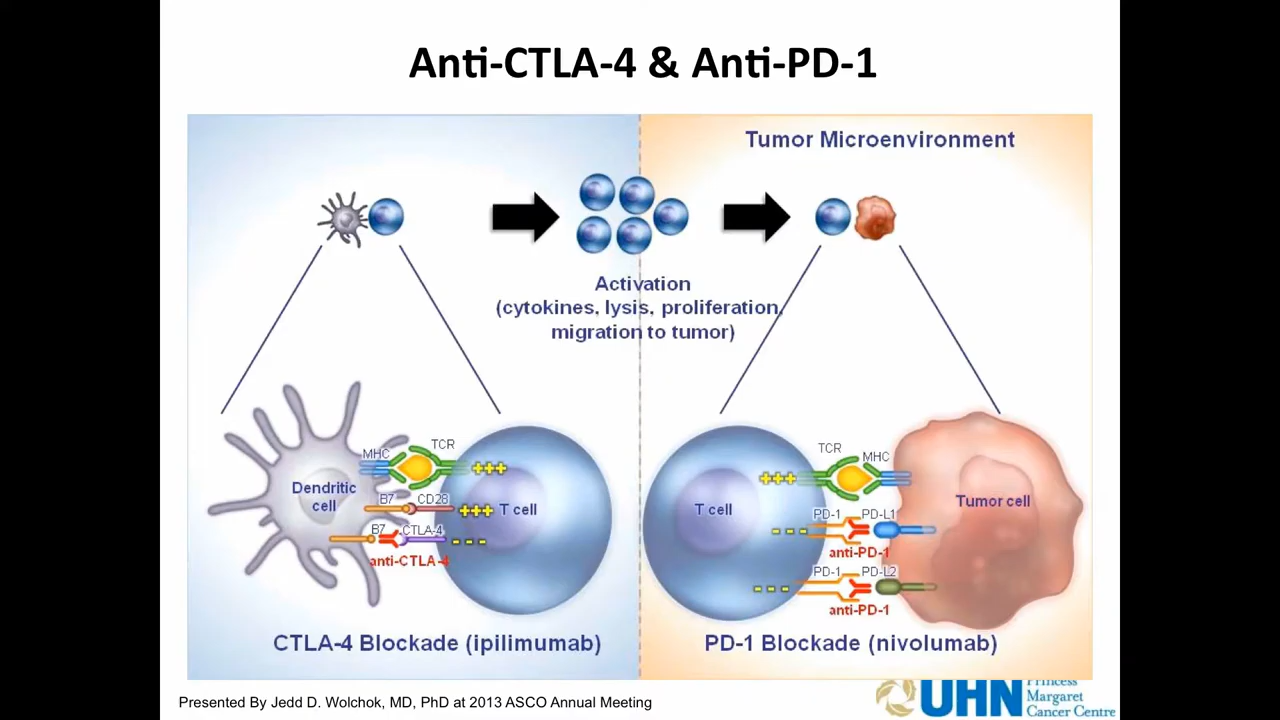 Anti-CTLA-4 & Anti-PD-1
Tumor Microenvironment
Activation
(cytokines, lysis, proliferation,
migration to tumor)
MHC
TCR
Dendritic
cell
B7
CD28
B7
CTLA-4
anti-CTLA-4
+++
+++
- - -
T cell
CTLA-4 Blockade (ipilimumab)
TCR
MHC
+++
T cell
PD-1
PD-L1
- - -
anti-PD-1
PD-1
PD-L2
- - -
anti-PD-1
Tumor cell
PD-1 Blockade (nivolumab)
Presented By Jedd D. Wolchok, MD, PhD at 2013 ASCO Annual Meeting
UHN
Princess
Margaret
Cancer Centre